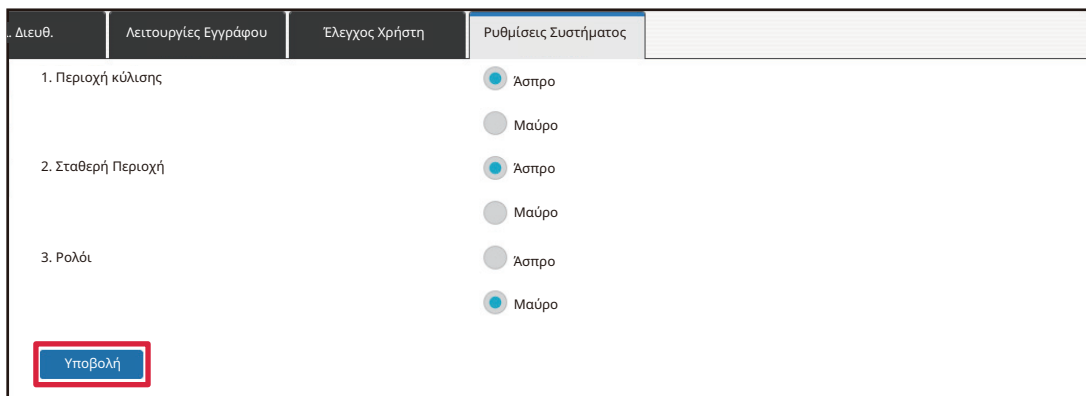 . Διευθ.
Λειτουργίες Εγγράφου
Έλεγχος Χρήστη
Ρυθμίσεις Συστήματος
1. Περιοχή κύλισης
Άσπρο
Μαύρο
2. Σταθερή Περιοχή
Άσπρο
Μαύρο
3. Ρολόι
Άσπρο
Μαύρο
Υποβολή